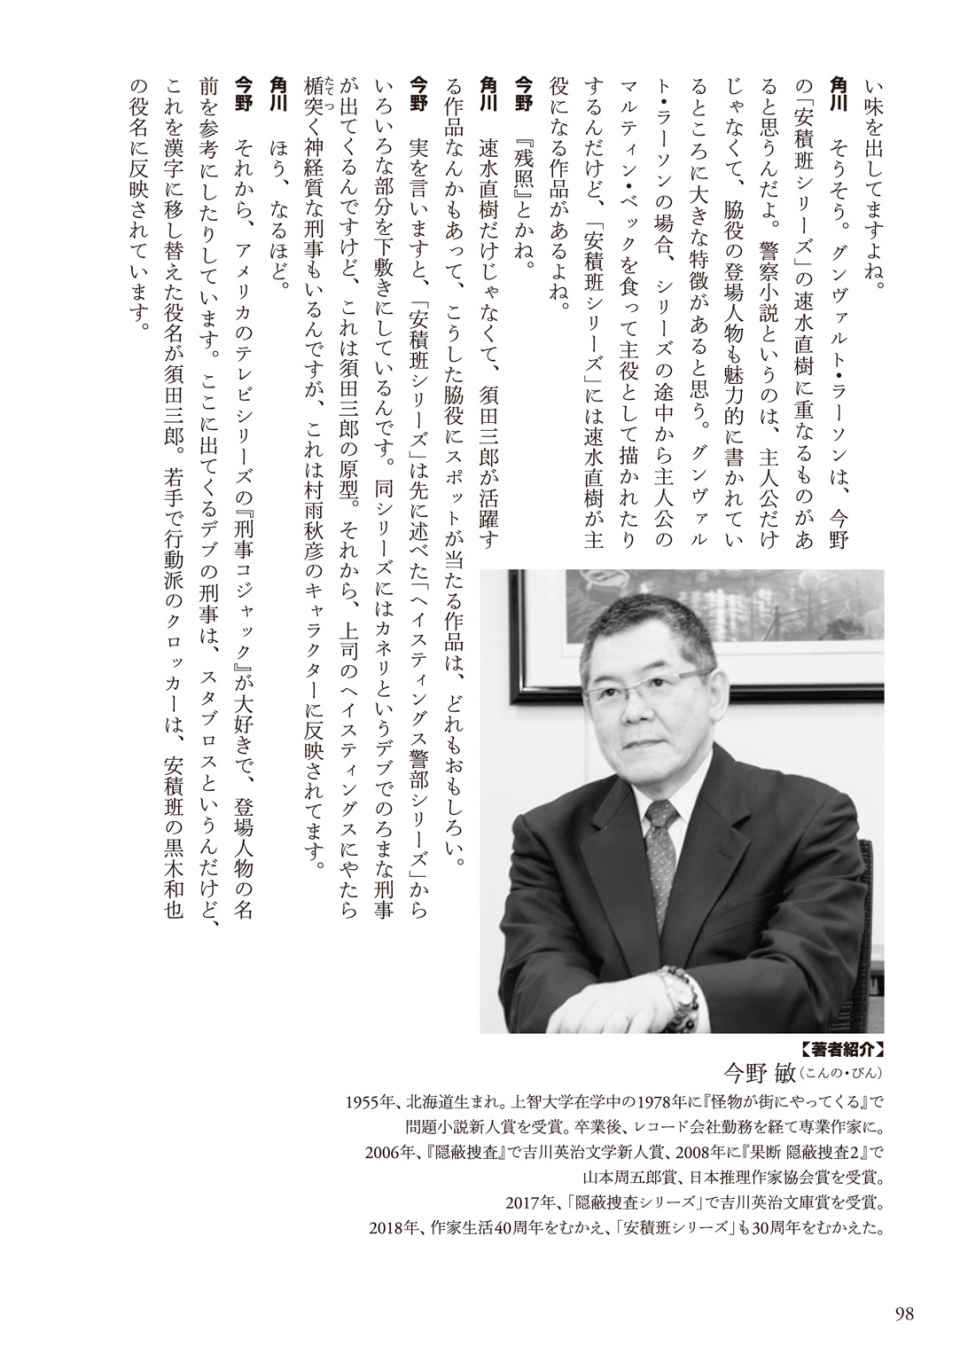 い味を出してますよね。
角川　そうそう。グンヴァルト・ラーソンは、今野
の「安積班シリーズ」の速水直樹に重なるものがあ
ると思うんだよ。警察小説というのは、主人公だけ
じゃなくて、脇役の登場人物も魅力的に書かれてい
るところに大きな特徴があると思う。グンヴァル
ト・ラーソンの場合、シリーズの途中から主人公の
マルティン・ベックを食って主役として描かれたり
するんだけど、「安積班シリーズ」には速水直樹が主
役になる作品があるよね。
今野　『残照』とかね。
角川　速水直樹だけじゃなくて、須田三郎が活躍す
る作品なんかもあって、こうした脇役にスポットが当たる作品は、どれもおもしろい。
今野　実を言いますと、「安積班シリーズ」は先に述べた「ヘイスティングス警部シリーズ」から
いろいろな部分を下敷きにしているんです。同シリーズにはカネリというデブでのろまな刑事
が出てくるんですけど、これは須田三郎の原型。それから、上司のヘイスティングスにやたら
楯突く神経質な刑事もいるんですが、これは村雨秋彦のキャラクターに反映されてます。
たてつ
角川　ほう、なるほど。
今野　それから、アメリカのテレビシリーズの『刑事コジャック』が大好きで、登場人物の名
前を参考にしたりしています。ここに出てくるデブの刑事は、スタブロスというんだけど、
これを漢字に移し替えた役名が須田三郎。若手で行動派のクロッカーは、安積班の黒木和也
の役名に反映されています。
【著者紹介】
今野 敏（こんの・びん）
1955年、北海道生まれ。上智大学在学中の1978年に『怪物が街にやってくる』で
問題小説新人賞を受賞。卒業後、レコード会社勤務を経て専業作家に。
2006年、『隠蔽捜査』で吉川英治文学新人賞、2008年に『果断 隠蔽捜査2』で
山本周五郎賞、日本推理作家協会賞を受賞。
2017年、「隠蔽捜査シリーズ」で吉川英治文庫賞を受賞。
2018年、作家生活40周年をむかえ、「安積班シリーズ」も30周年をむかえた。
98